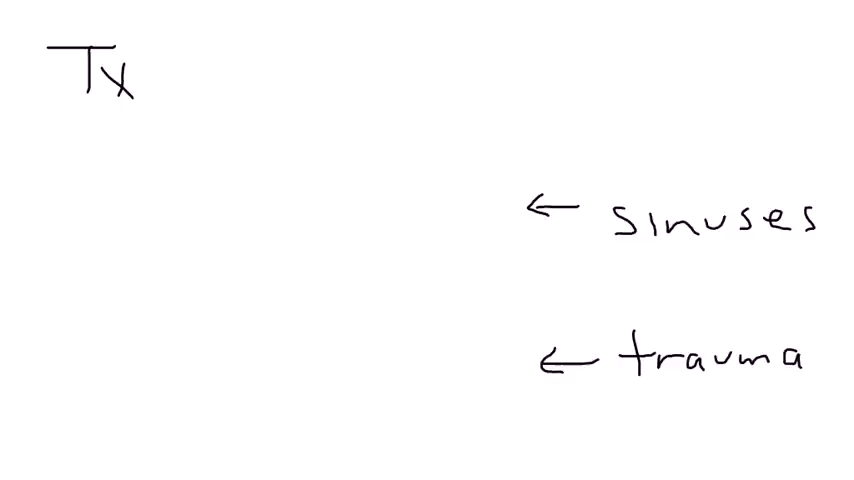 Tx
← sinuses
← trauma